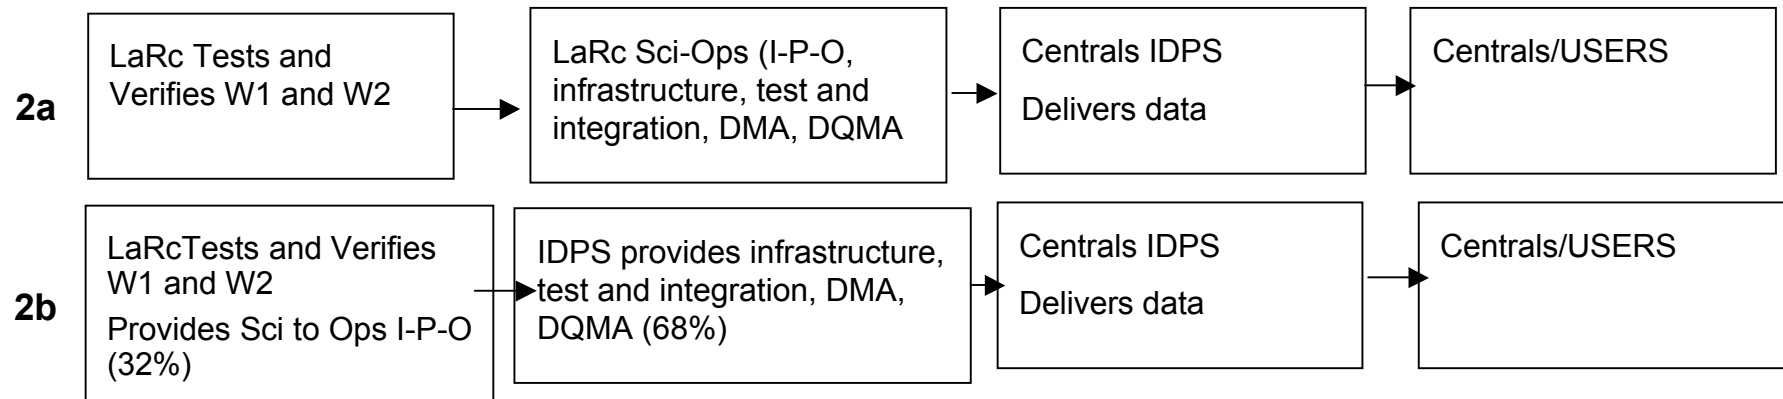 2a
LaRc Tests and
Verifies W1 and W2
LaRc Sci-Ops (I-P-O,
infrastructure, test and
integration, DMA, DQMA
Centrals IDPS
Delivers data
Centrals/USERS
2b
LaRcTests and Verifies
W1 and W2
Provides Sci to Ops I-P-O
(32%)
IDPS provides infrastructure,
test and integration, DMA,
DQMA (68%)
Centrals IDPS
Delivers data
Centrals/USERS